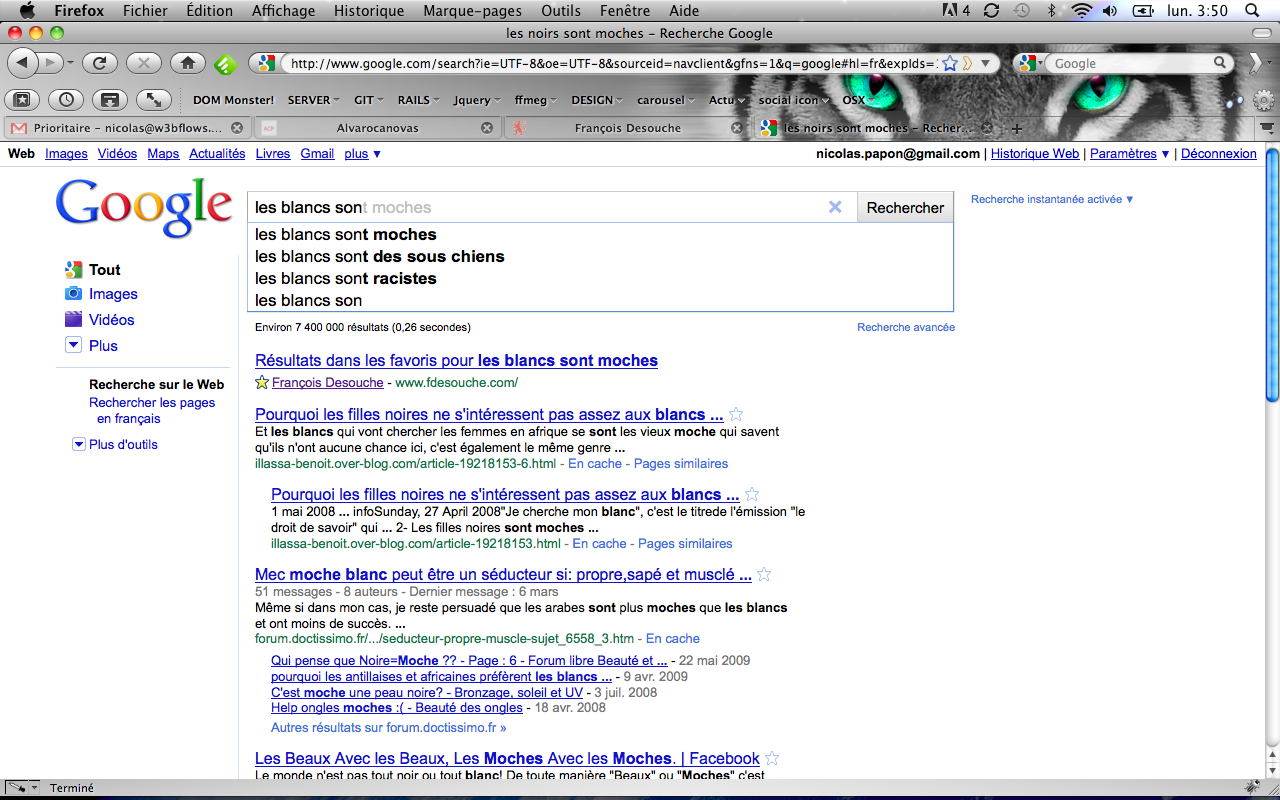 Firefox Fichier Édition Affichage Historique Marque-pages Outils Fenêtre Aide 4 lun. 3:50
les noirs sont moches - Recherche Google
http://www.google.com/search?ie=UTF-8&oe=UTF-8&sourceid=navclient&gfns=1&q=google#hl=fr&expIds= Google
DOM Monster! SERVER GIT RAILS Jquery ffmeg DESIGN carousel Actu social icon OSX
Prioritaire - nicolas@w3bflows.... Alvarocanovas François Desouche les noirs sont moches - Recher...
Web Images Vidéos Maps Actualités Livres Gmail plus ▼ nicolas.papon@gmail.com | Historique Web | Paramètres ▼ | Déconnexion
Google
les blancs sont moches Rechercher Recherche instantanée activée ▼
les blancs sont moches
les blancs sont des sous chiens
les blancs sont racistes
les blancs son
Tout
Images
Vidéos
Plus
Recherche sur le Web
Rechercher les pages
en français
Plus d'outils
Environ 7 400 000 résultats (0,26 secondes) Recherche avancée
Résultats dans les favoris pour les blancs sont moches
François Desouche - www.fdesouche.com/
Pourquoi les filles noires ne s'intéressent pas assez aux blancs ...
Et les blancs qui vont chercher les femmes en afrique se sont les vieux moche qui savent
qu'ils n'ont aucune chance ici, c'est également le même genre ...
illassa-benoit.over-blog.com/article-19218153-6.html - En cache - Pages similaires
Pourquoi les filles noires ne s'intéressent pas assez aux blancs ...
1 mai 2008 ... infoSunday, 27 April 2008"Je cherche mon blanc", c'est le titrede l'émission "le
droit de savoir" qui ... 2- Les filles noires sont moches ...
illassa-benoit.over-blog.com/article-19218153.html - En cache - Pages similaires
Mec moche blanc peut être un séducteur si: propre,sapé et musclé ...
51 messages - 8 auteurs - Dernier message : 6 mars
Même si dans mon cas, je reste persuadé que les arabes sont plus moches que les blancs
et ont moins de succès. ...
forum.doctissimo.fr/.../seducteur-propre-muscle-sujet_6558_3.htm - En cache
Qui pense que Noire=Moche ?? - Page : 6 - Forum libre Beauté et ... - 22 mai 2009
pourquoi les antillaises et africaines préfèrent les blancs ... - 9 avr. 2009
C'est moche une peau noire? - Bronzage, soleil et UV - 3 juil. 2008
Help ongles moches :( - Beauté des ongles - 18 avr. 2008
Autres résultats sur forum.doctissimo.fr »
Les Beaux Avec les Beaux, Les Moches Avec les Moches. | Facebook
Le monde n'est pas tout noir ou tout blanc! De toute manière "Beaux" ou "Moches" c'est
Terminé